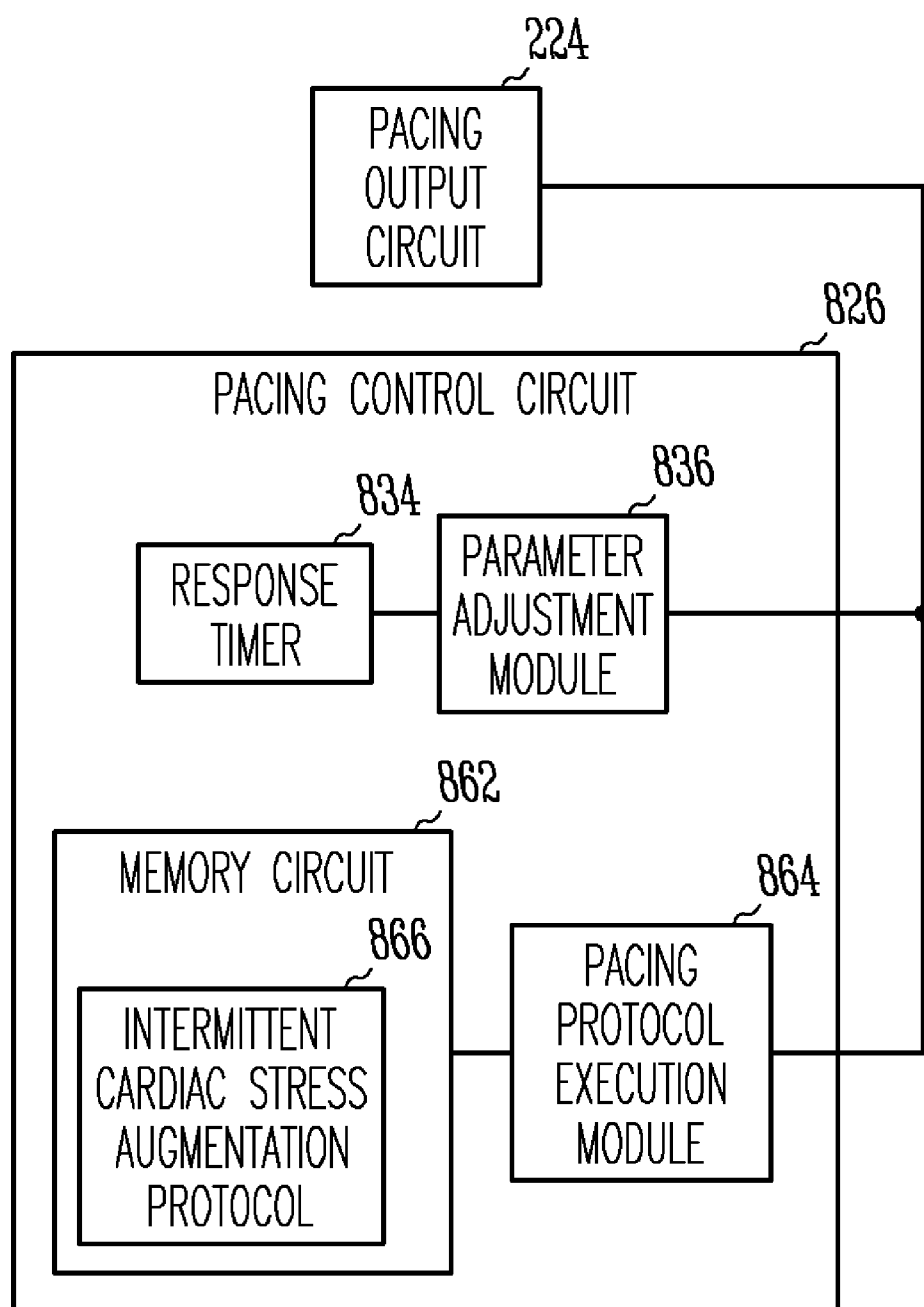 224
PACING
OUTPUT
CIRCUIT
826
PACING CONTROL CIRCUIT
834
RESPONSE
TIMER
836
PARAMETER
ADJUSTMENT
MODULE
862
MEMORY CIRCUIT
866
INTERMITTENT
CARDIAC STRESS
AUGMENTATION
PROTOCOL
864
PACING
PROTOCOL
EXECUTION
MODULE